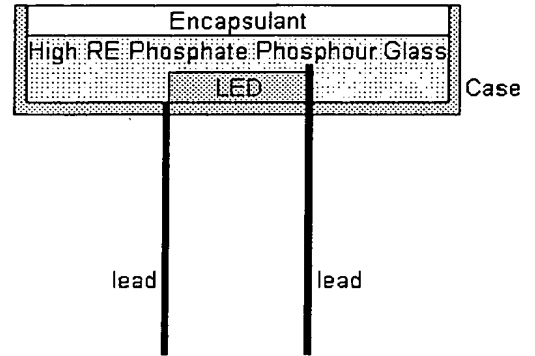 Encapsulant
High RE Phosphate Phosphour Glass
LED
Case
lead
lead